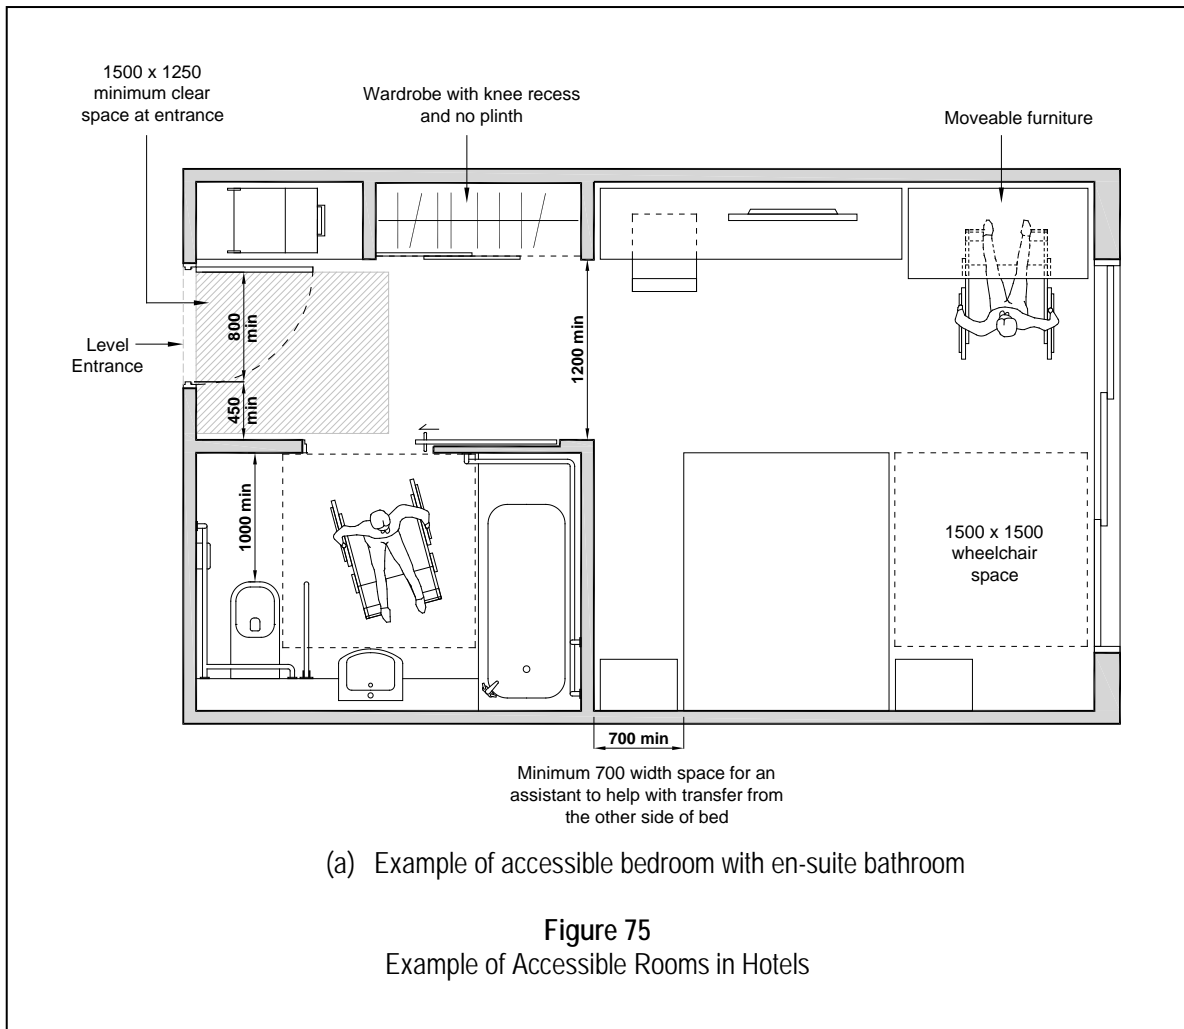 1500 x 1250
minimum clear
space at entrance
Wardrobe with knee recess
and no plinth
Moveable furniture
Level
Entrance
800
min
450
min
1200 min
1000 min
1500 x 1500
wheelchair
space
700 min
Minimum 700 width space for an
assistant to help with transfer from
the other side of bed
(a) Example of accessible bedroom with en-suite bathroom
Figure 75
Example of Accessible Rooms in Hotels